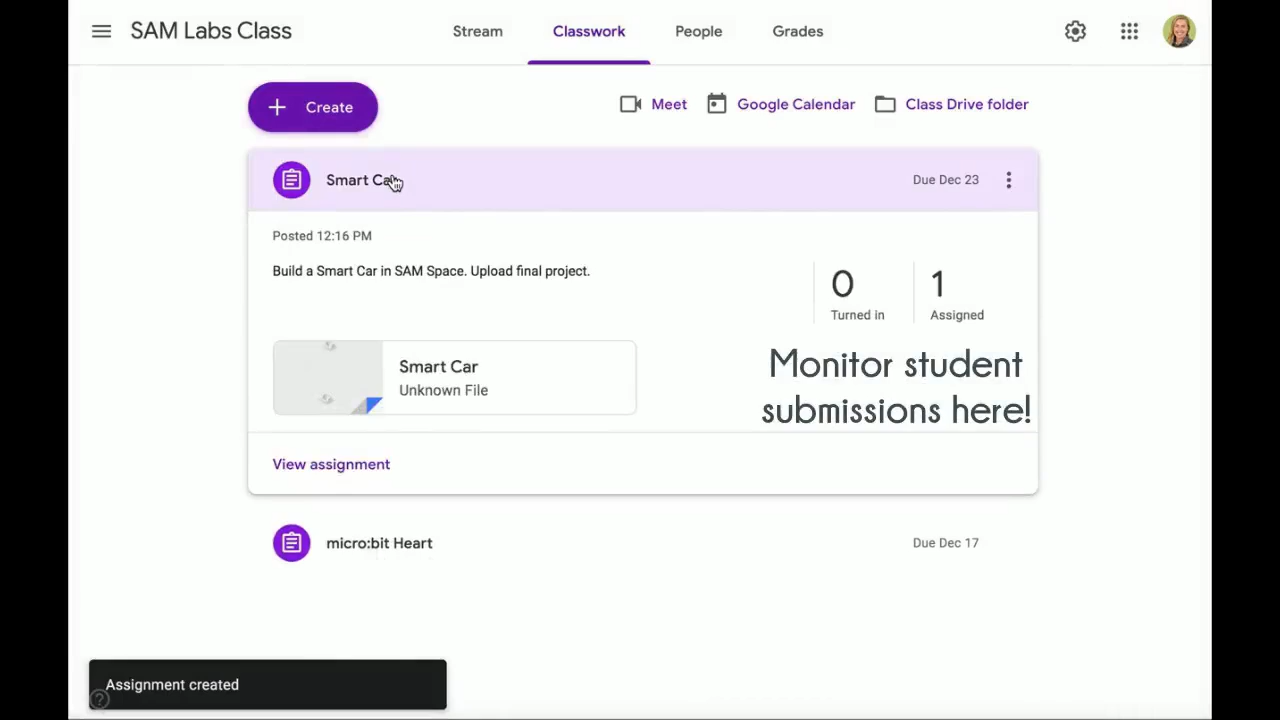 SAM Labs Class
Stream
Classwork
People
Grades
Create
Meet
Google Calendar
Class Drive folder
Smart Car
Due Dec 23
Posted 12:16 PM
Build a Smart Car in SAM Space. Upload final project.
0
Turned in
1
Assigned
Smart Car
Unknown File
Monitor student
submissions here!
View assignment
micro:bit Heart
Due Dec 17
Assignment created